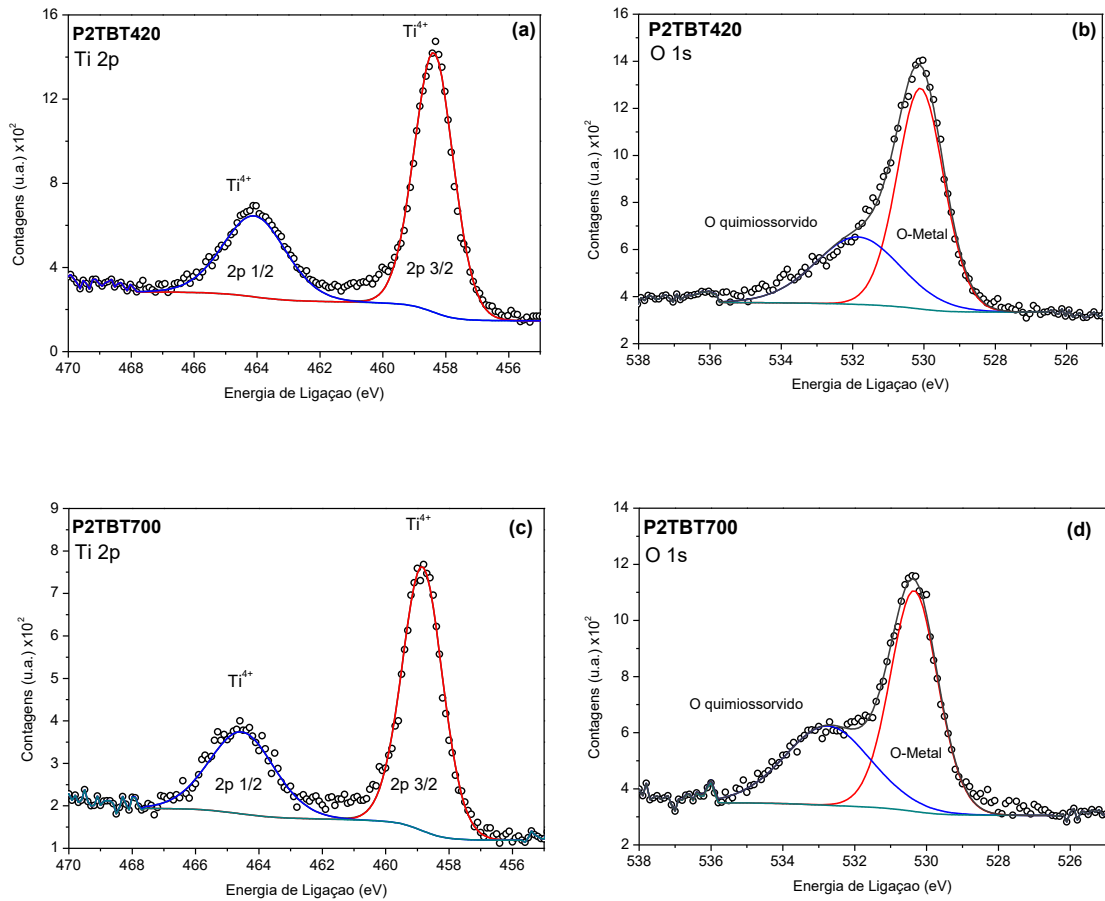 P2TBT420
Ti 2p
(a)
Ti4+
Ti4+
2p 1/2
2p 3/2
16
12
8
4
0
470 468 466 464 462 460 458 456
Contagens (u.a.) x10²
Energia de Ligaçao (eV)
P2TBT420
O 1s
(b)
O quimiossorvido
O-Metal
16
14
12
10
8
6
4
2
538 536 534 532 530 528 526
Contagens (u.a.) x10²
Energia de Ligaçao (eV)
P2TBT700
Ti 2p
(c)
Ti4+
Ti4+
2p 1/2
2p 3/2
9
8
7
6
5
4
3
2
1
470 468 466 464 462 460 458 456
Contagens (u.a.) x10²
Energia de Ligaçao (eV)
P2TBT700
O 1s
(d)
O quimiossorvido
O-Metal
14
12
10
8
6
4
2
538 536 534 532 530 528 526
Contagens (u.a.) x10²
Energia de Ligaçao (eV)